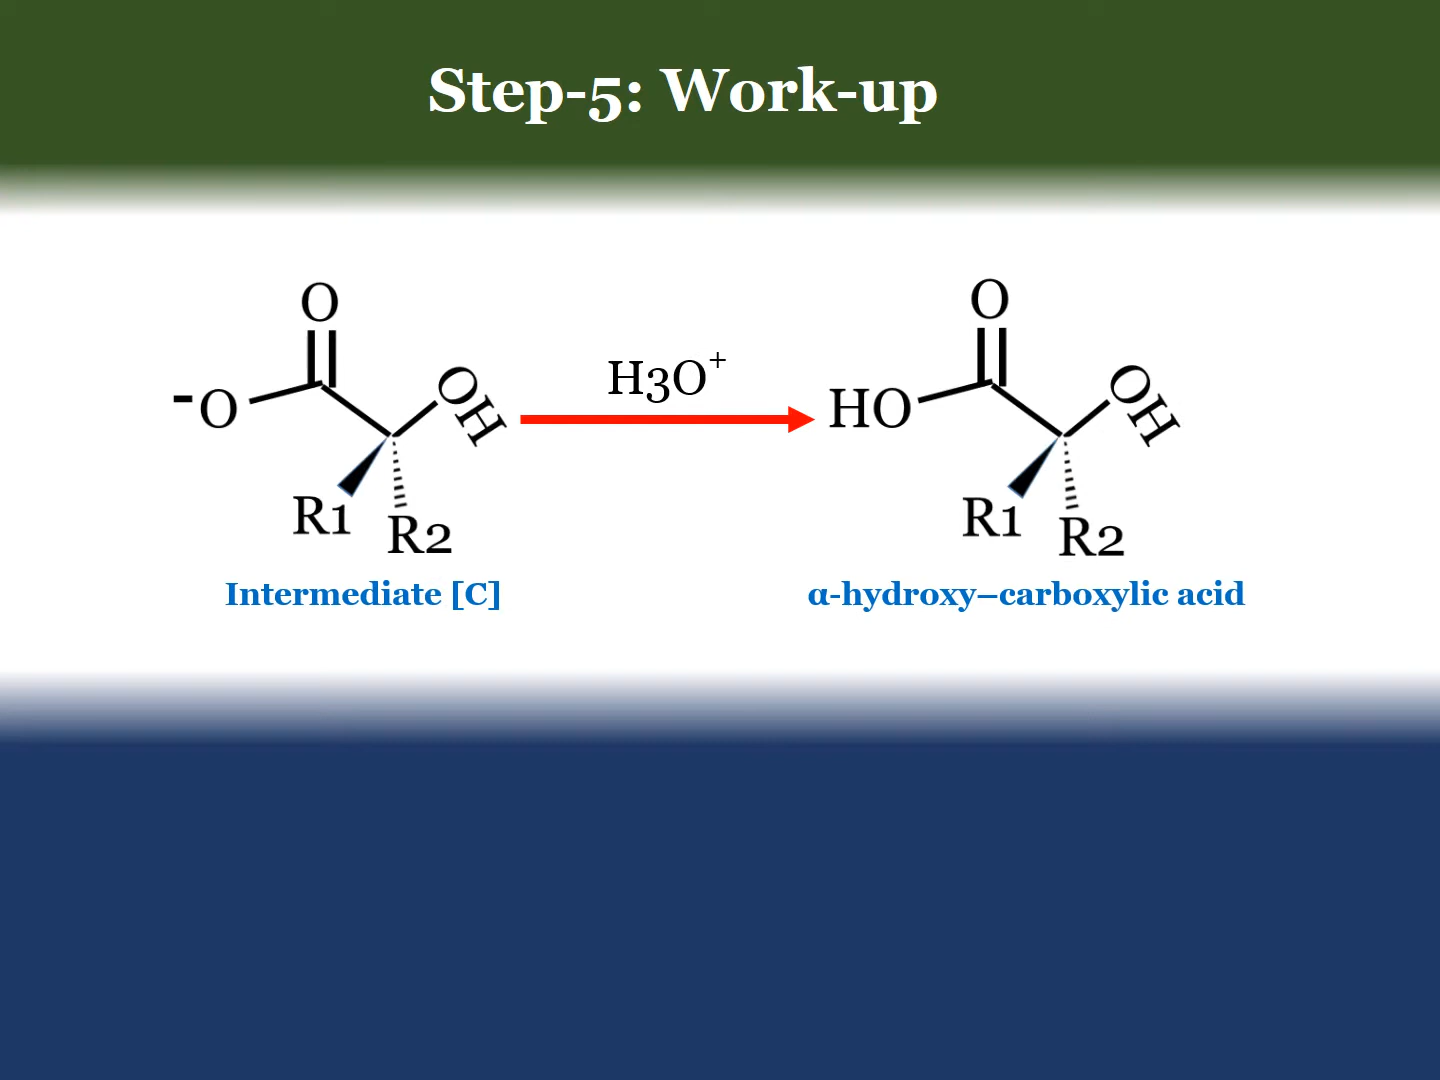 Step-5: Work-up
O
-O
OH
R1
R2
H3O+
O
HO
OH
R1
R2
Intermediate [C]
α-hydroxy–carboxylic acid